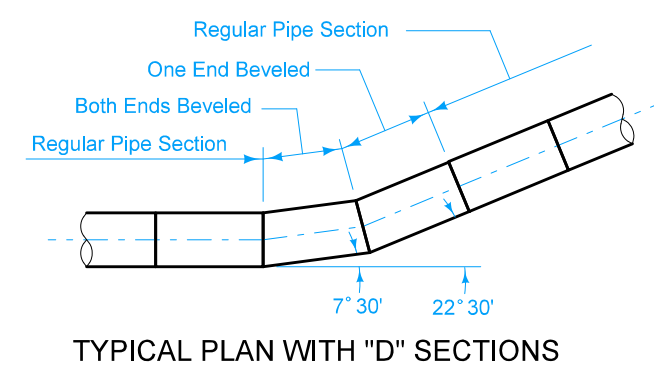 Regular Pipe Section
One End Beveled
Both Ends Beveled
Regular Pipe Section
7°30'
22°30'
TYPICAL PLAN WITH "D" SECTIONS